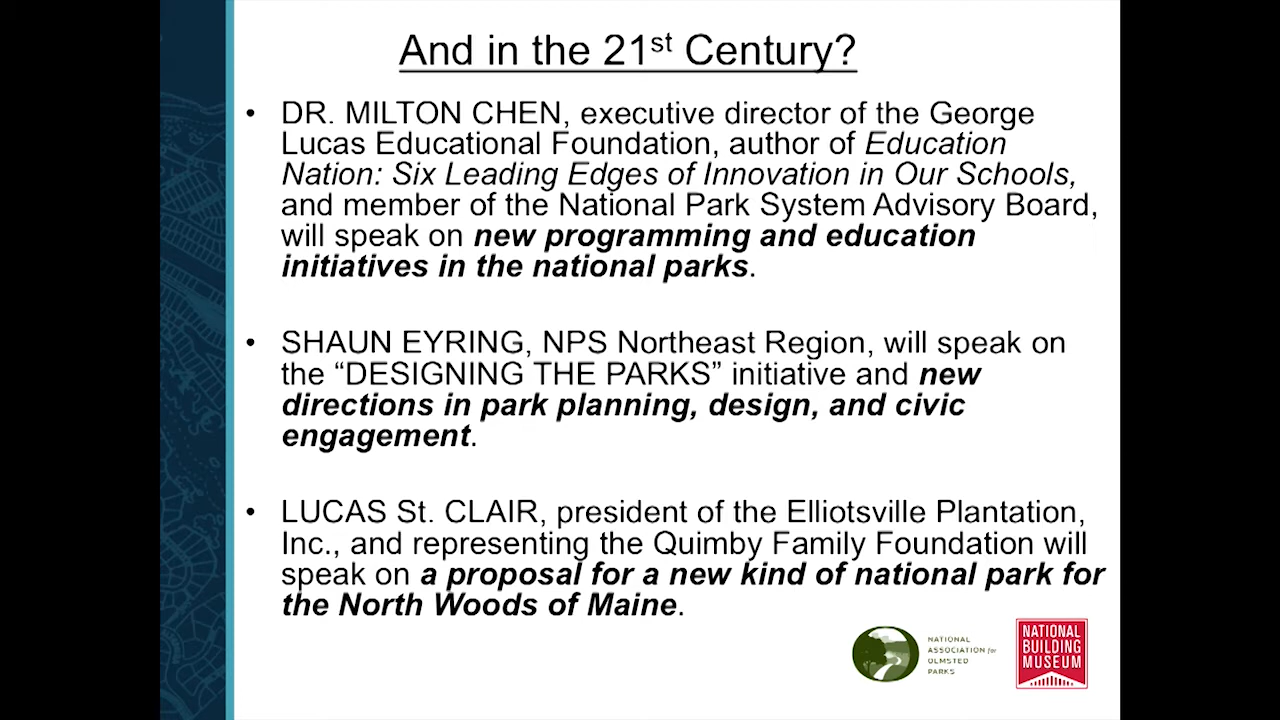 And in the 21st Century?
• DR. MILTON CHEN, executive director of the George
Lucas Educational Foundation, author of Education
Nation: Six Leading Edges of Innovation in Our Schools,
and member of the National Park System Advisory Board,
will speak on new programming and education
initiatives in the national parks.
• SHAUN EYRING, NPS Northeast Region, will speak on
the “DESIGNING THE PARKS” initiative and new
directions in park planning, design, and civic
engagement.
• LUCAS St. CLAIR, president of the Elliotsville Plantation,
Inc., and representing the Quimby Family Foundation will
speak on a proposal for a new kind of national park for
the North Woods of Maine.
NATIONAL
ASSOCIATION for
OLMSTED
PARKS
NATIONAL
BUILDING
MUSEUM